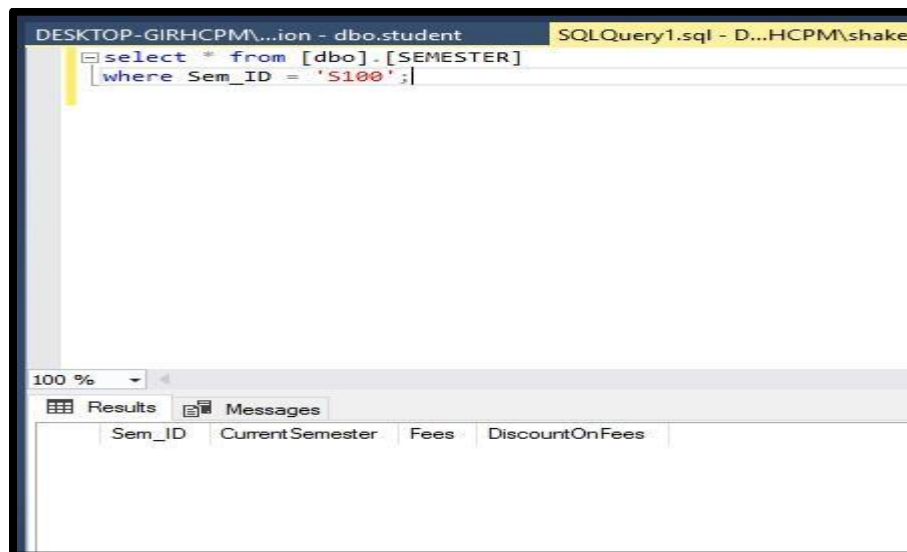 DESKTOP-GIRHCPM\...ion - dbo.student SQLQuery1.sql - D...HCPM\shake
select * from [dbo].[SEMESTER]
where Sem_ID = 'S100';
100 %
Results Messages
Sem_ID CurrentSemester Fees DiscountOnFees